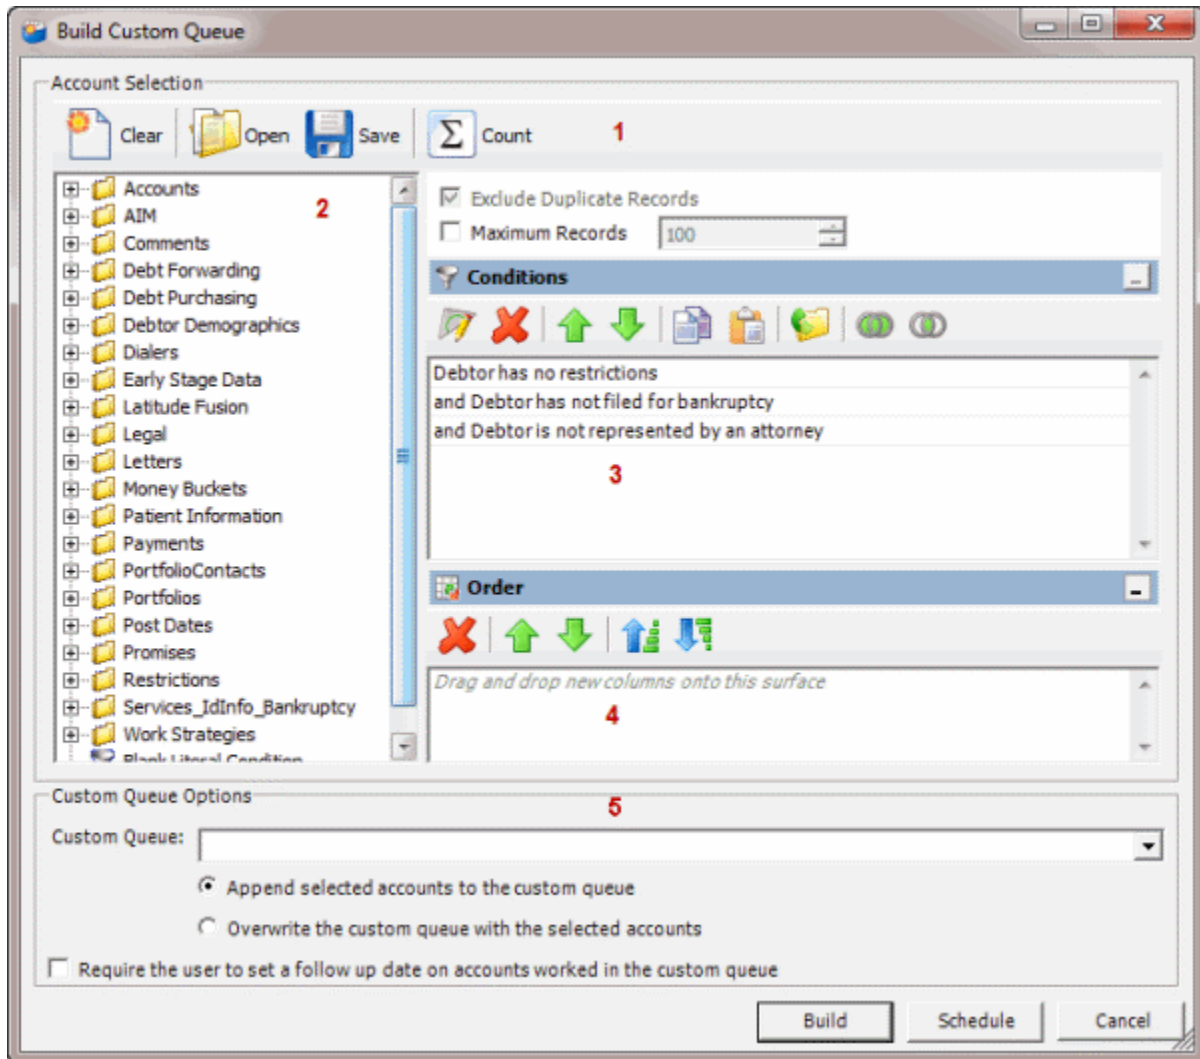 Build Custom Queue
Account Selection
Clear Open Save Σ Count 1
2
Accounts
AIM
Comments
Debt Forwarding
Debt Purchasing
Debtor Demographics
Dialers
Early Stage Data
Latitude Fusion
Legal
Letters
Money Buckets
Patient Information
Payments
PortfolioContacts
Portfolios
Post Dates
Promises
Restrictions
Services_IdInfo_Bankruptcy
Work Strategies
Blank Literal Condition
Exclude Duplicate Records
Maximum Records 100
Conditions
Debtor has no restrictions
and Debtor has not filed for bankruptcy
and Debtor is not represented by an attorney
3
Order
Drag and drop new columns onto this surface
4
Custom Queue Options
5
Custom Queue:
Append selected accounts to the custom queue
Overwrite the custom queue with the selected accounts
Require the user to set a follow up date on accounts worked in the custom queue
Build Schedule Cancel